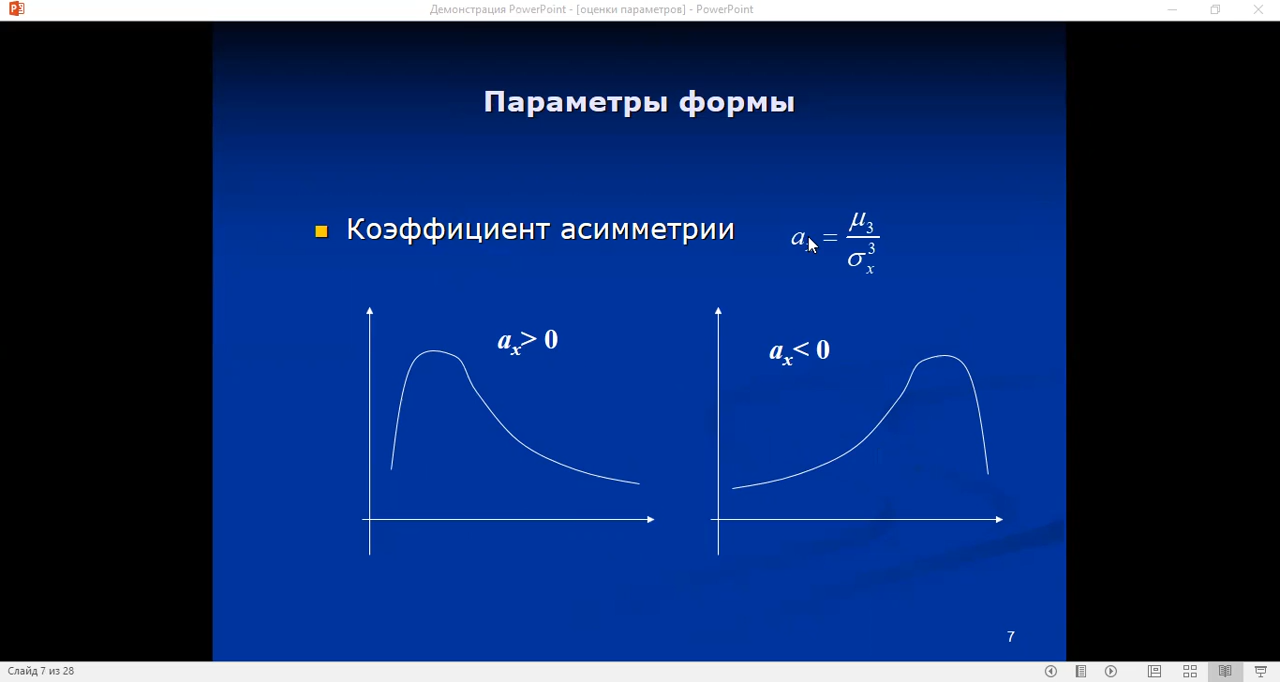 Демонстрация PowerPoint - [оценки параметров] - PowerPoint
Параметры формы
Коэффициент асимметрии
aₓ = μ₃ / σₓ³
aₓ> 0
aₓ< 0
7
Слайд 7 из 28